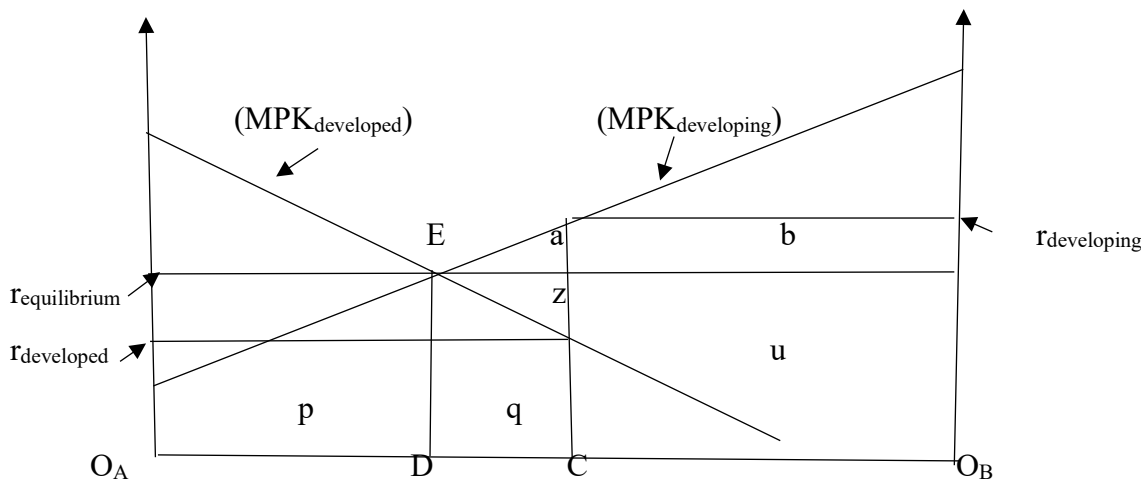 (MPKdeveloped) (MPKdeveloping)
E a b rdeveloping
requilibrium z
rdeveloped u
p q
OA D C OB